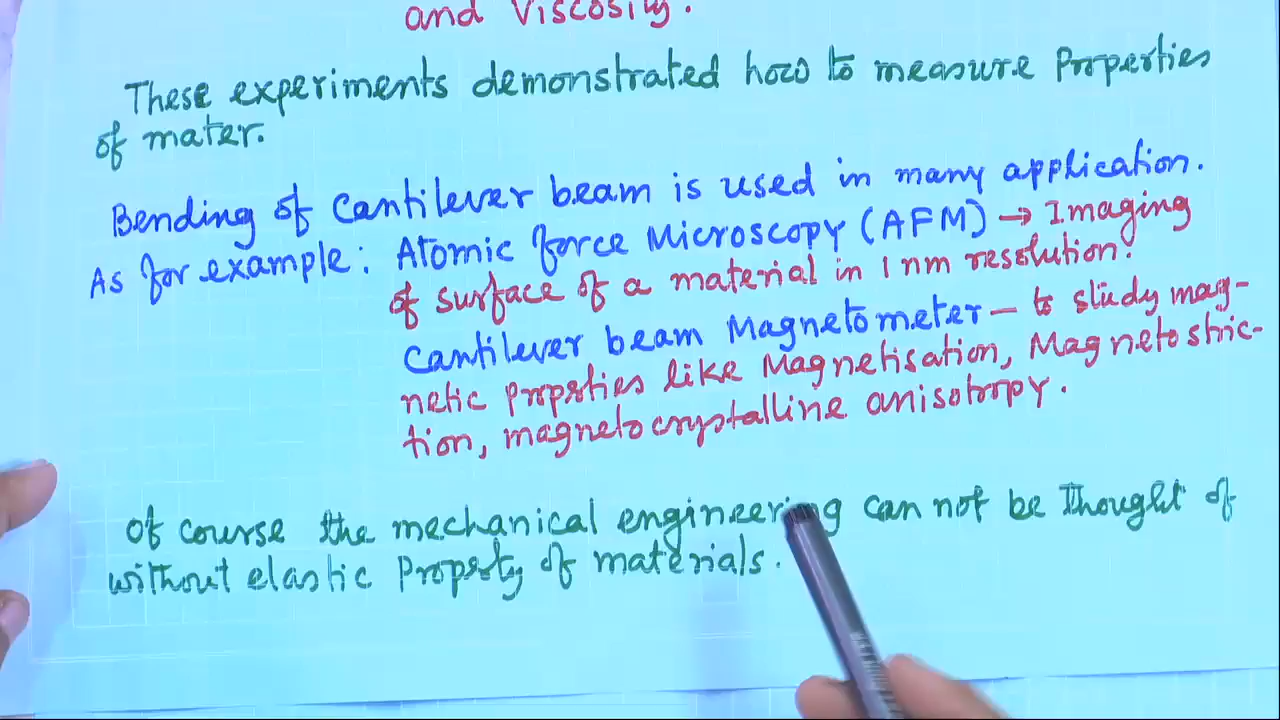 and Viscosity.
These experiments demonstrated how to measure Properties
of mater.
Bending of cantilever beam is used in many application.
As for example: Atomic force Microscopy (AFM) → Imaging
of surface of a material in 1 nm resolution.
Cantilever beam Magnetometer – to study mag-
netic Properties like Magnetisation, Magnetostric-
tion, magnetocrystalline anisotropy.
Of course the mechanical engineering can not be thought of
without elastic Property of materials.